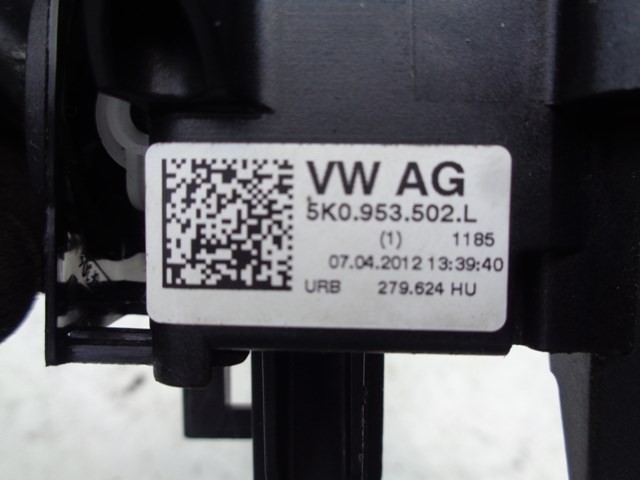 VW AG
5K0.953.502.L
(1) 1185
07.04.2012 13:39:40
URB 279.624 HU